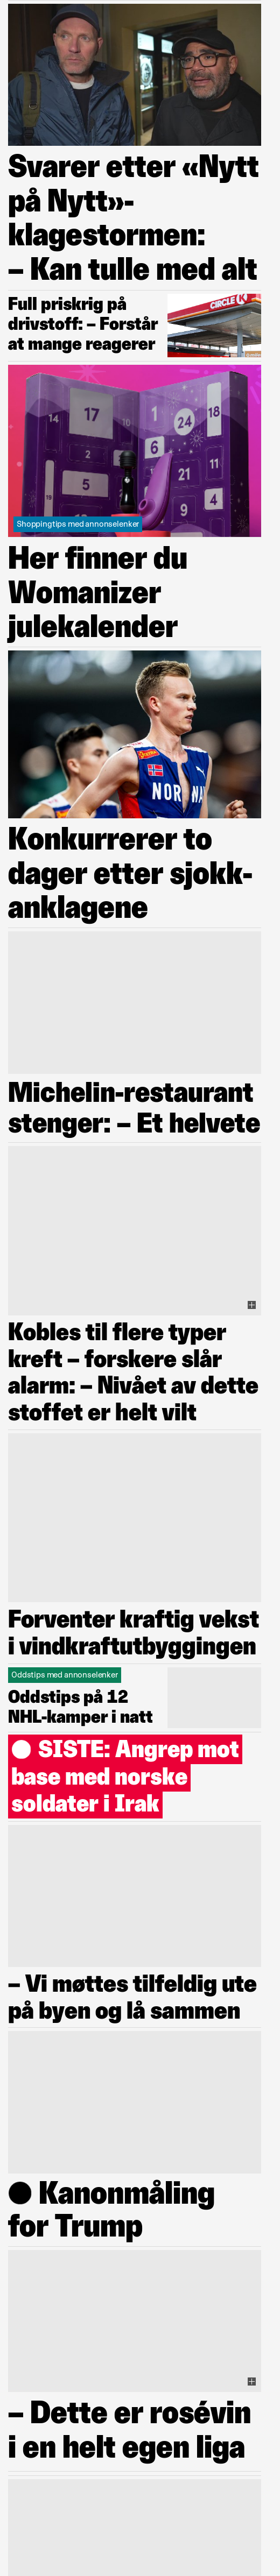 Svarer etter «Nytt
på Nytt»-
klagestormen:
– Kan tulle med alt
Full priskrig på
drivstoff: – Forstår
at mange reagerer
CIRCLE K
14
17
1
24
18
12
5
6
20
21
9
4
Shoppingtips med annonselenker
Her finner du
Womanizer
julekalender
NORWAY
Konkurrerer to
dager etter sjokk-
anklagene
Michelin-restaurant
stenger: – Et helvete
Kobles til flere typer
kreft – forskere slår
alarm: – Nivået av dette
stoffet er helt vilt
Forventer kraftig vekst
i vindkraftutbyggingen
Oddstips med annonselenker
Oddstips på 12
NHL-kamper i natt
SISTE: Angrep mot
base med norske
soldater i Irak
– Vi møttes tilfeldig ute
på byen og lå sammen
Kanonmåling
for Trump
– Dette er rosévin
i en helt egen liga